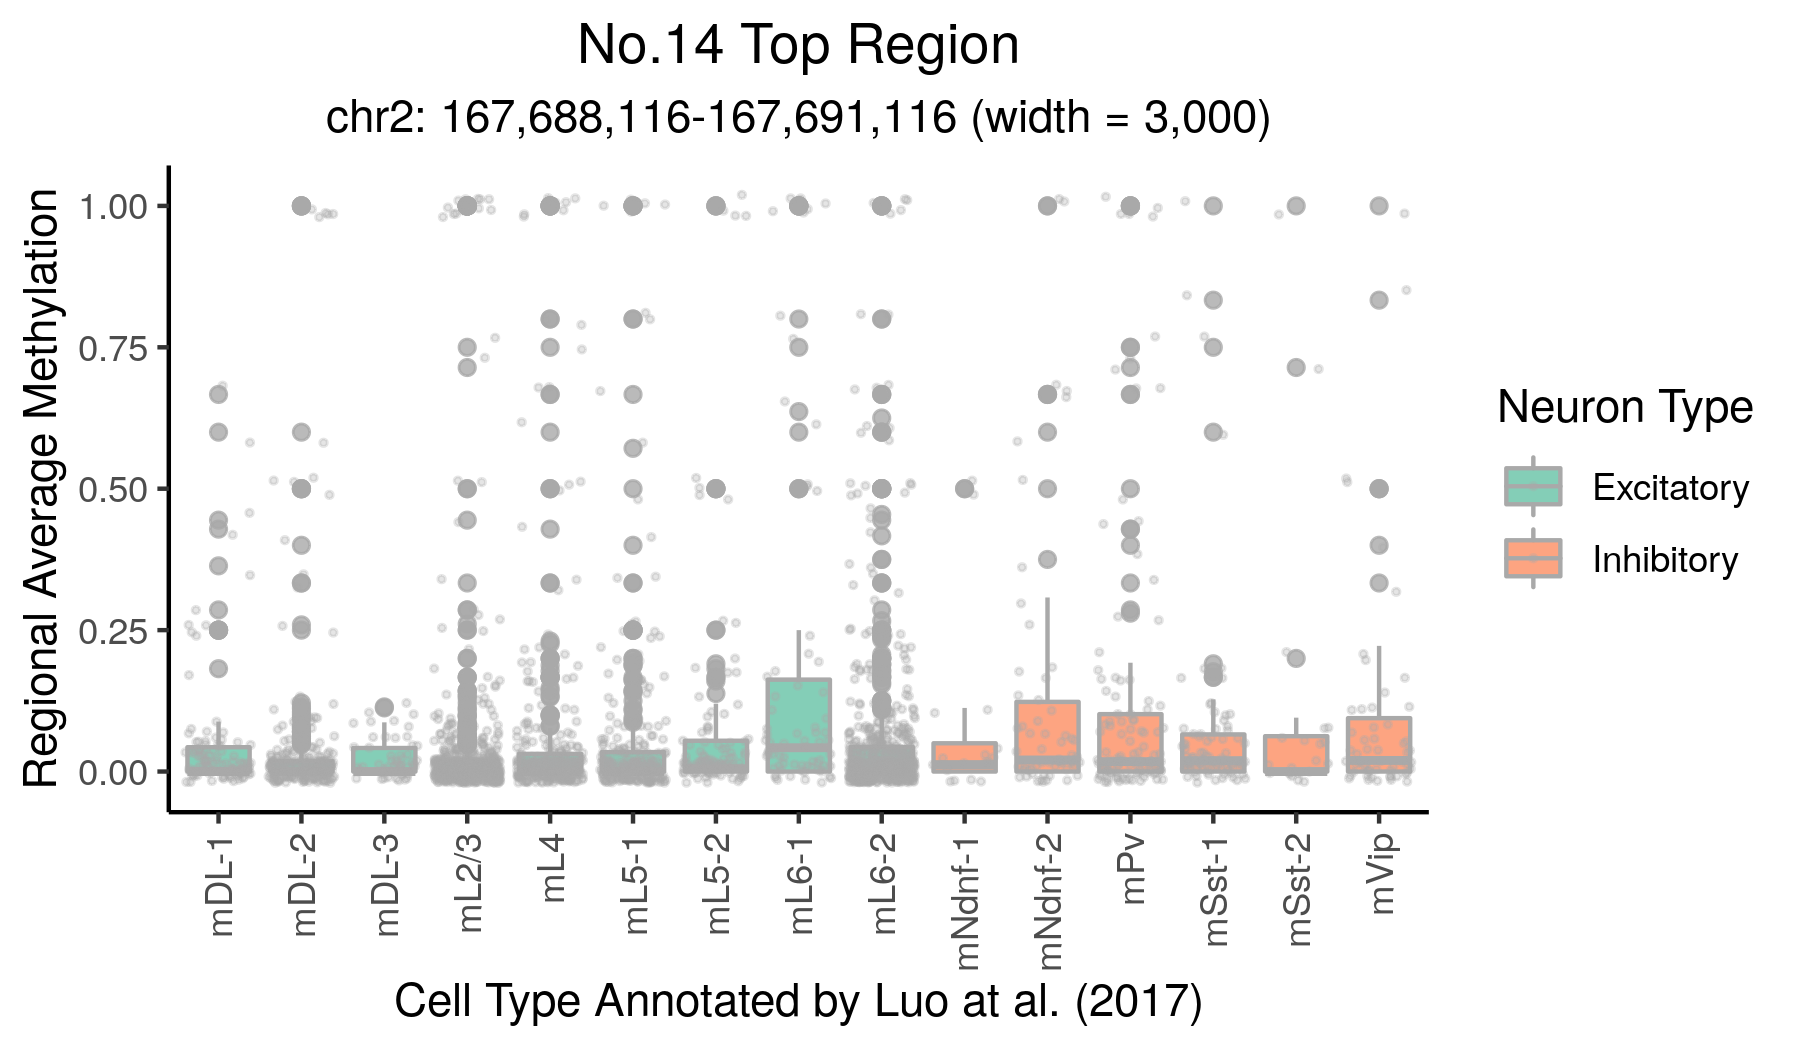 No.14 Top Region
chr2: 167,688,116-167,691,116 (width = 3,000)
Regional Average Methylation
1.00
0.75
0.50
0.25
0.00
mDL-1
mDL-2
mDL-3
mL2/3
mL4
mL5-1
mL5-2
mL6-1
mL6-2
mNdnf-1
mNdnf-2
mPv
mSst-1
mSst-2
mVip
Cell Type Annotated by Luo at al. (2017)
Neuron Type
Excitatory
Inhibitory